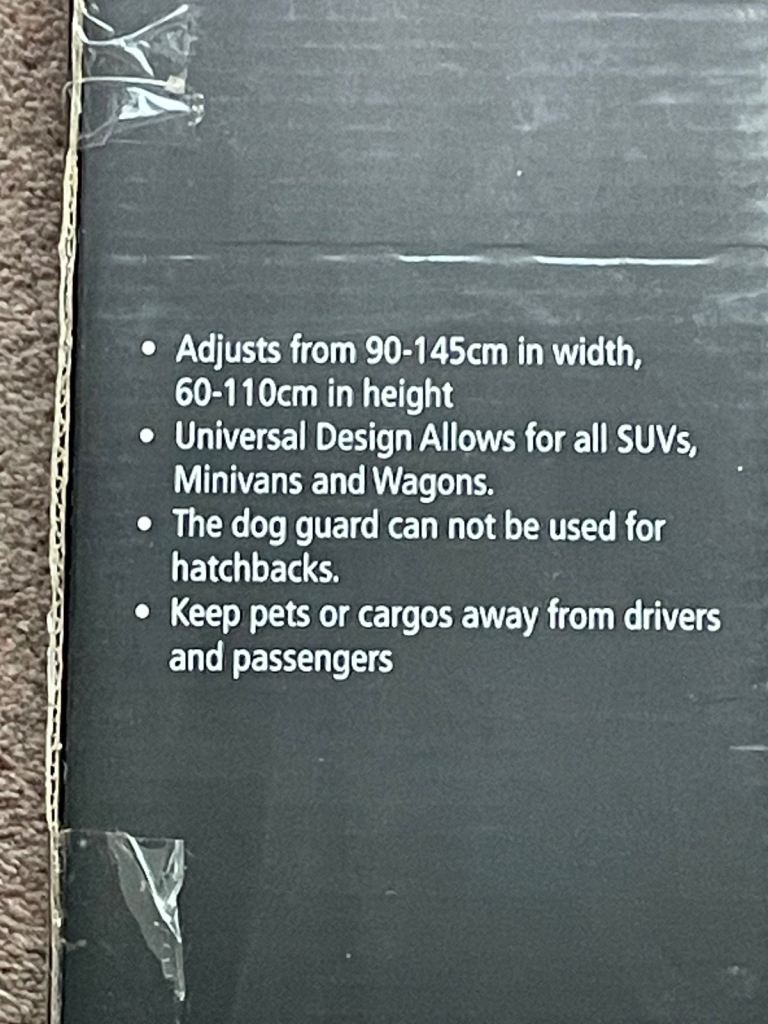 • Adjusts from 90-145cm in width,
60-110cm in height
• Universal Design Allows for all SUVs,
Minivans and Wagons.
• The dog guard can not be used for
hatchbacks.
• Keep pets or cargos away from drivers
and passengers